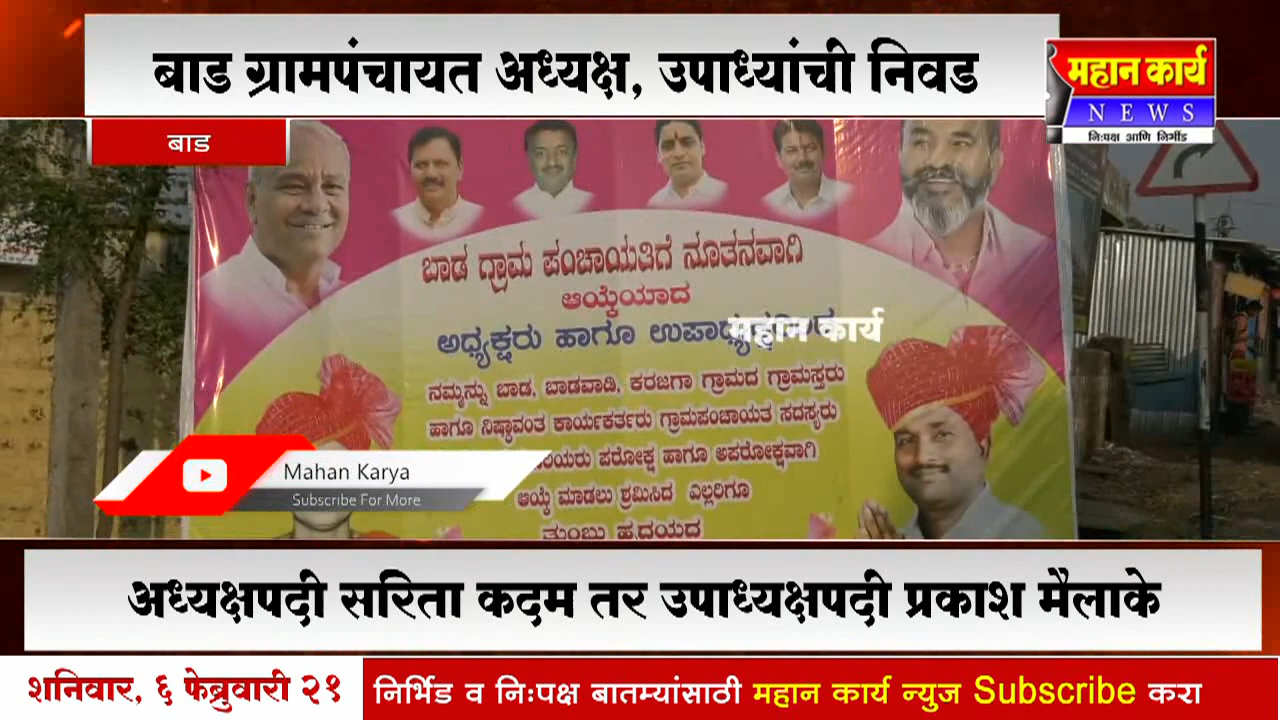 बाड ग्रामपंचायत अध्यक्ष, उपाध्यांची निवड
महान कार्य
NEWS
नि:पक्ष आणि निर्भीड
बाड
ಬಾಡ ಗ್ರಾಮ ಪಂಚಾಯತಿಗೆ ನೂತನವಾಗಿ
ಆಯ್ಕೆಯಾದ
ಅಧ್ಯಕ್ಷರು ಹಾಗೂ
महान कार्य
ನಮ್ಮನ್ನು ಬಾಡ, ಬಾಡವಾಡಿ, ಕರಜಗಾ ಗ್ರಾಮದ ಗ್ರಾಮಸ್ತರು
ಹಾಗೂ ನಿಷ್ಠಾವಂತ ಕಾರ್ಯಕರ್ತರು ಗ್ರಾಮಪಂಚಾಯತ ಸದಸ್ಯರು
ಪರೋಕ್ಷ ಹಾಗೂ ಅಪರೋಕ್ಷವಾಗಿ
ಆಯ್ಕೆ ಮಾಡಲು ಶ್ರಮಿಸಿದ ಎಲ್ಲರಿಗೂ
ತುಂಬು ಹೃದಯದ
Mahan Karya
Subscribe For More
अध्यक्षपदी सरिता कदम तर उपाध्यक्षपदी प्रकाश मैलाके
शनिवार, ६ फेब्रुवारी २१
निर्भिड व नि:पक्ष बातम्यांसाठी महान कार्य न्युज Subscribe करा